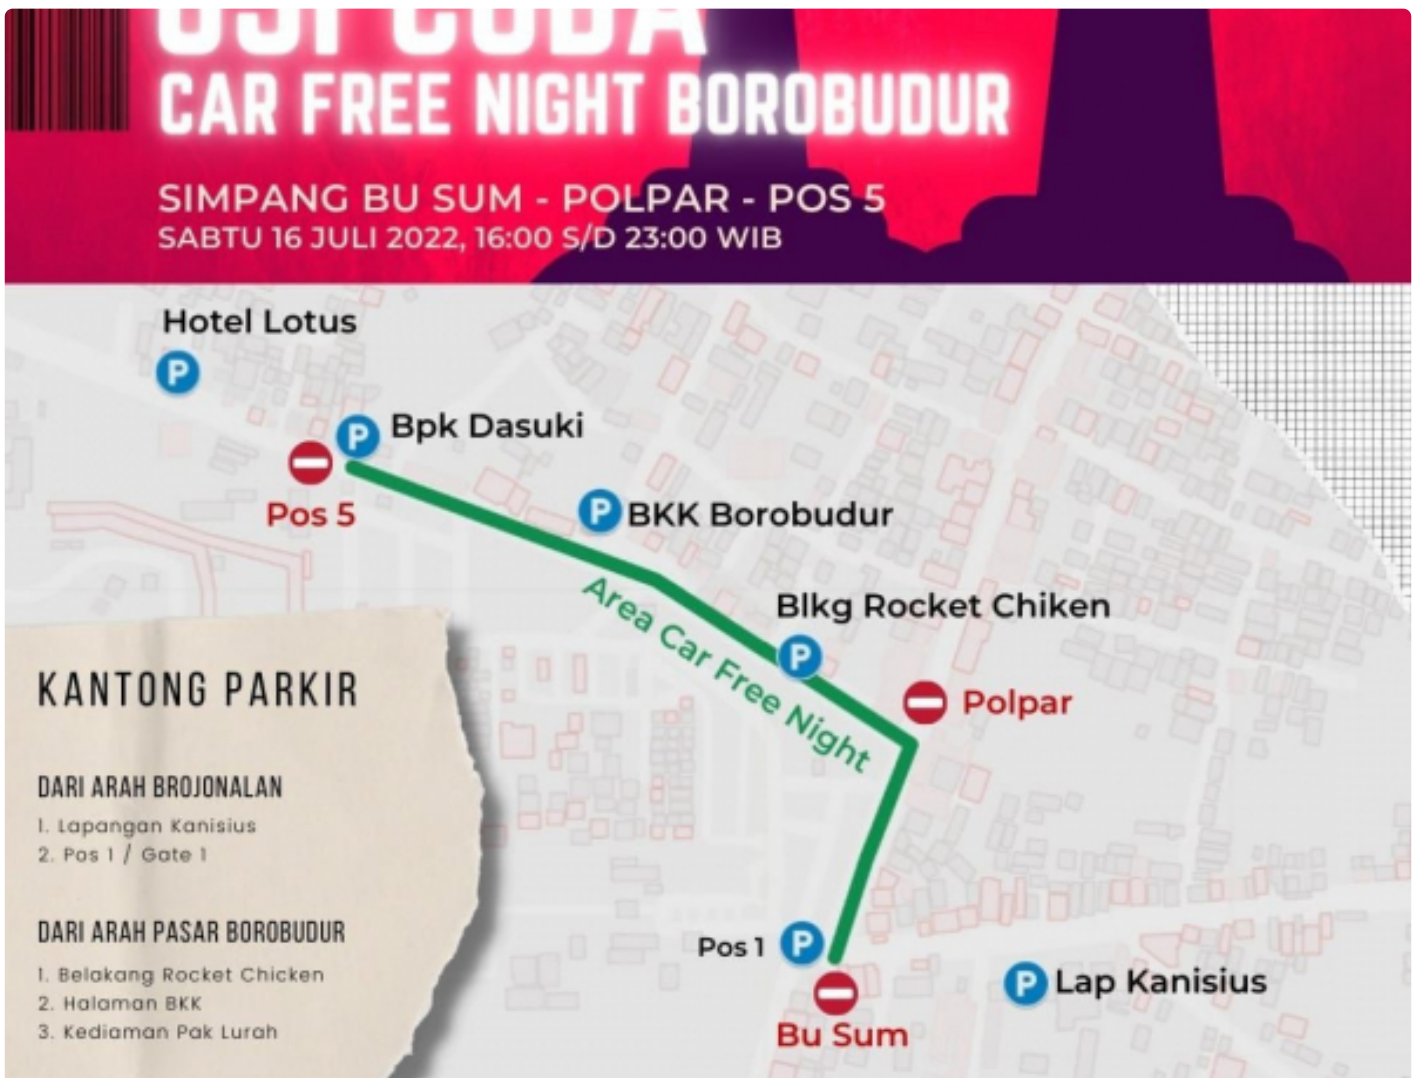 CAR FREE NIGHT BOROBUDUR
SIMPANG BU SUM - POLPAR - POS 5
SABTU 16 JULI 2022, 16:00 S/D 23:00 WIB
Hotel Lotus
P
P Bpk Dasuki
Pos 5
P BKK Borobudur
Area Car Free Night
Blkg Rocket Chiken
P
Polpar
KANTONG PARKIR
DARI ARAH BROJONALAN
1. Lapangan Kanisius
2. Pos 1 / Gate 1
DARI ARAH PASAR BOROBUDUR
1. Belakang Rocket Chicken
2. Halaman BKK
3. Kediaman Pak Lurah
Pos 1 P
P Lap Kanisius
Bu Sum